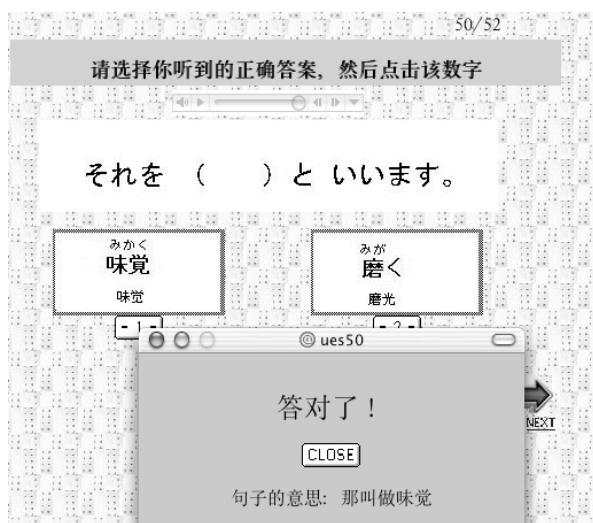 50/52
请选择你听到的正确答案，然后点击该数字
それを （　　）と いいます。
みかく
味覚
味觉
- 1 -
みが
磨く
磨光
- 2 -
@ ues50
答对了！
CLOSE
句子的意思：那叫做味觉
NEXT